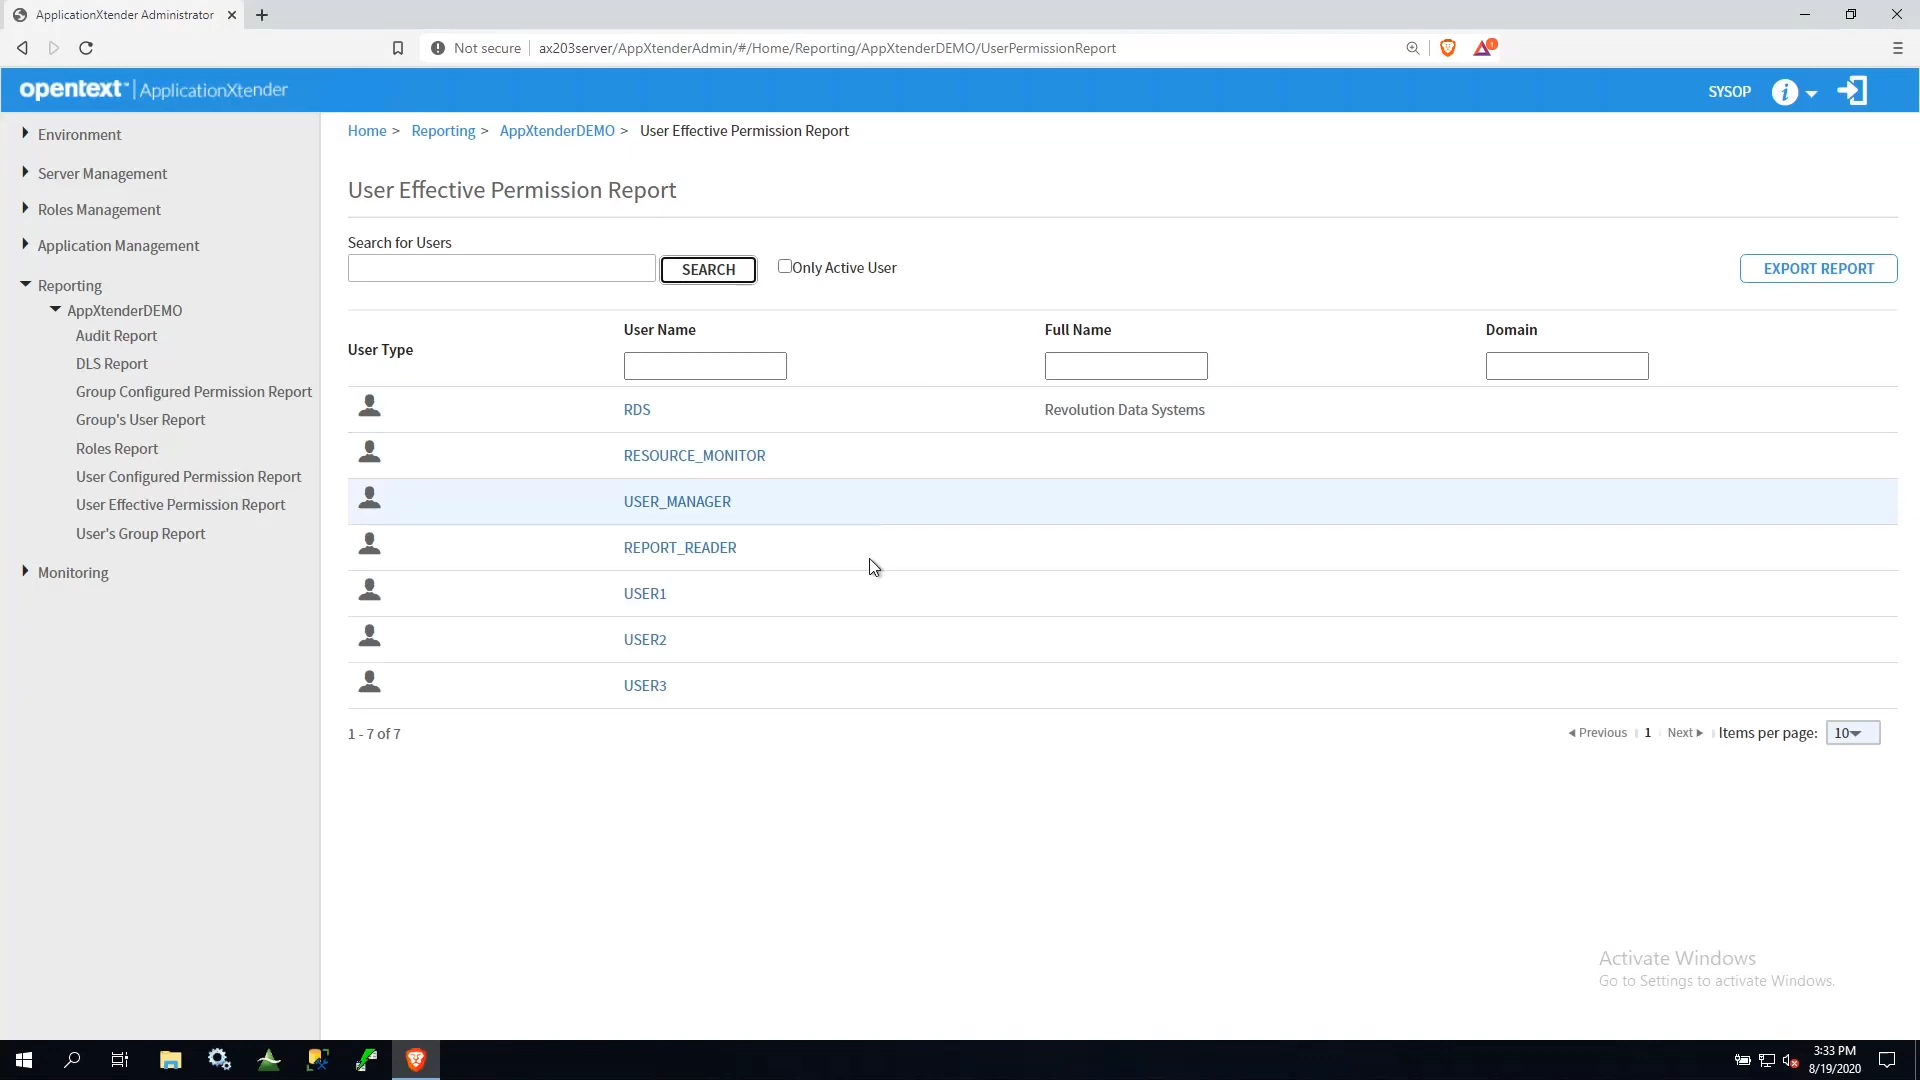 ApplicationXtender Administrator
Not secure
ax203server/AppXtenderAdmin/#/Home/Reporting/AppXtenderDEMO/UserPermissionReport
1
opentext™ | ApplicationXtender
SYSOP
Environment
Server Management
Roles Management
Application Management
Reporting
AppXtenderDEMO
Audit Report
DLS Report
Group Configured Permission Report
Group's User Report
Roles Report
User Configured Permission Report
User Effective Permission Report
User's Group Report
Monitoring
Home > Reporting > AppXtenderDEMO > User Effective Permission Report
User Effective Permission Report
Search for Users
SEARCH
Only Active User
EXPORT REPORT
User Type
User Name
Full Name
Domain
RDS
Revolution Data Systems
RESOURCE_MONITOR
USER_MANAGER
REPORT_READER
USER1
USER2
USER3
1 - 7 of 7
Previous 1 Next Items per page: 10
Activate Windows
Go to Settings to activate Windows.
3:33 PM
8/19/2020